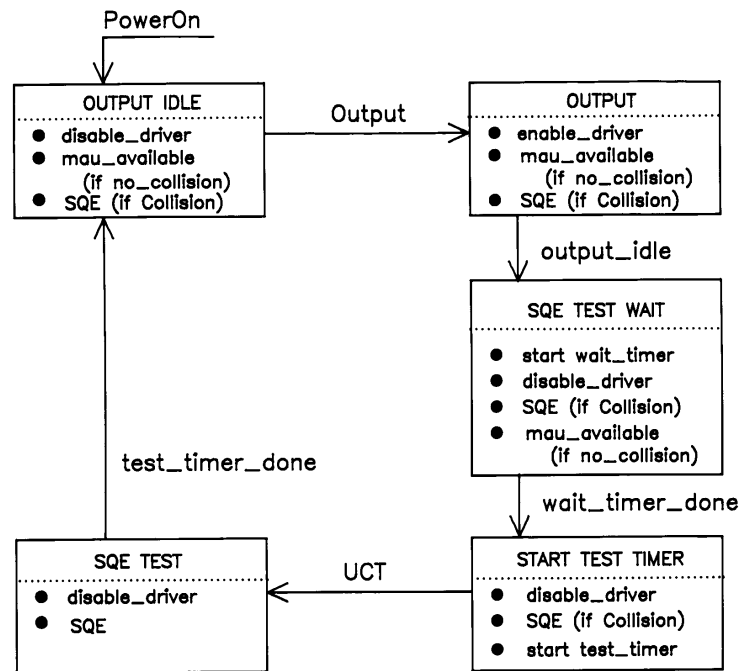 PowerOn
OUTPUT IDLE
● disable_driver
● mau_available
(if no_collision)
● SQE (if Collision)
Output
OUTPUT
● enable_driver
● mau_available
(if no_collision)
● SQE (if Collision)
output_idle
SQE TEST WAIT
● start wait_timer
● disable_driver
● SQE (if Collision)
● mau_available
(if no_collision)
wait_timer_done
START TEST TIMER
● disable_driver
● SQE (if Collision)
● start test_timer
UCT
SQE TEST
● disable_driver
● SQE
test_timer_done